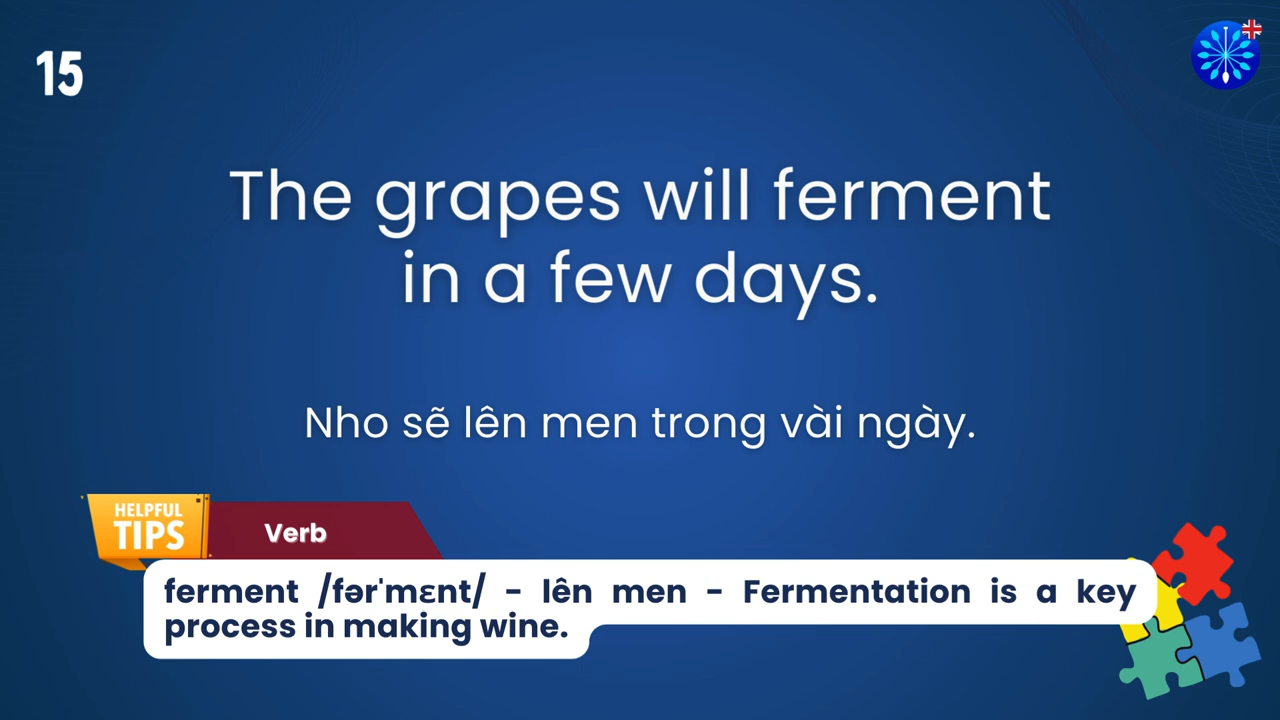 15
The grapes will ferment
in a few days.
Nho sẽ lên men trong vài ngày.
HELPFUL
TIPS
Verb
ferment /fərˈmɛnt/ - lên men - Fermentation is a key
process in making wine.